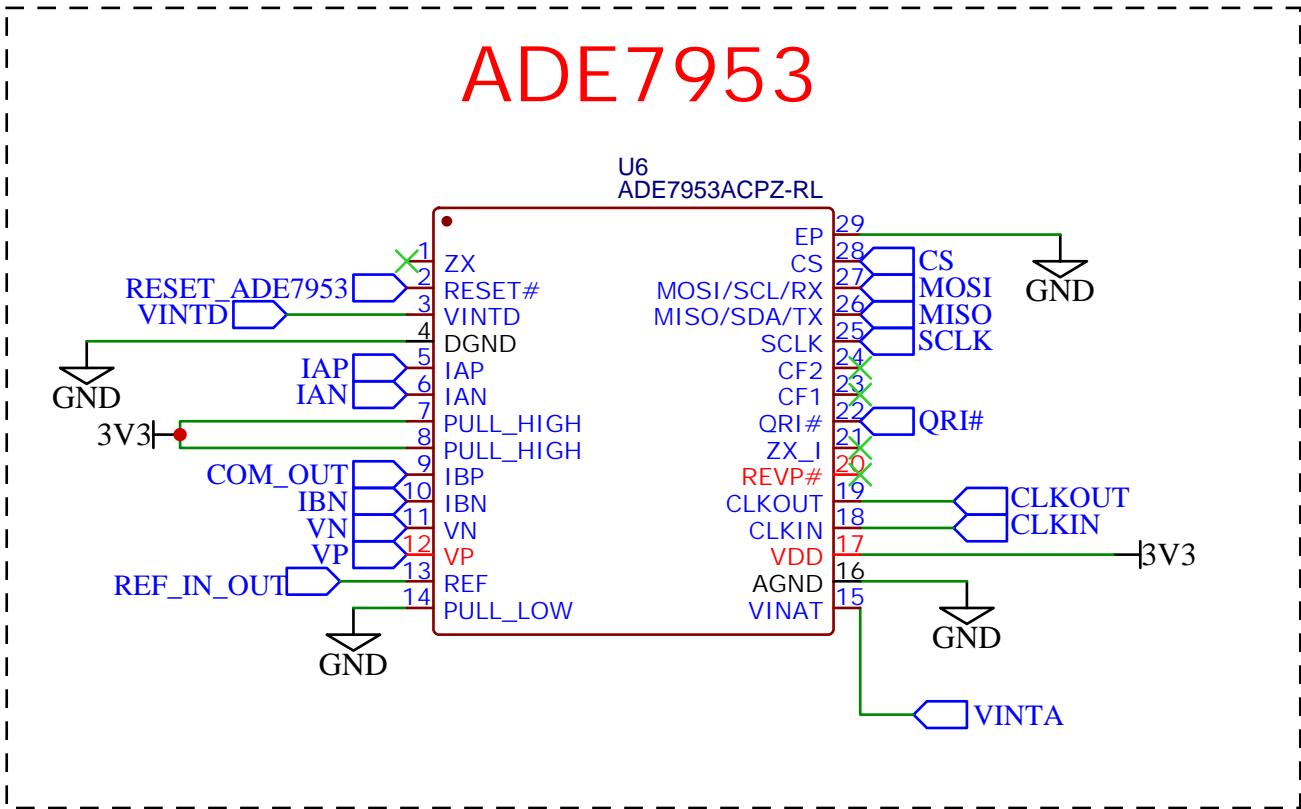 ADE7953
U6
ADE7953ACPZ-RL
1 ZX
RESET_ADE7953 2 RESET#
VINTD 3 VINTD
GND 4 DGND
IAP 5 IAP
IAN 6 IAN
3V3 7 PULL_HIGH
8 PULL_HIGH
COM_OUT 9 IBP
IBN 10 IBN
VN 11 VN
VP 12 VP
REF_IN_OUT 13 REF
14 PULL_LOW
GND
EP 29
GND
CS 28 CS
MOSI/SCL/RX 27 MOSI
MISO/SDA/TX 26 MISO
SCLK 25 SCLK
CF2 24
CF1 23
QRI# 22 QRI#
ZX_I 21
REVP# 20
CLKOUT 19 CLKOUT
CLKIN 18 CLKIN
VDD 17 3V3
AGND 16
GND
VINAT 15
VINTA